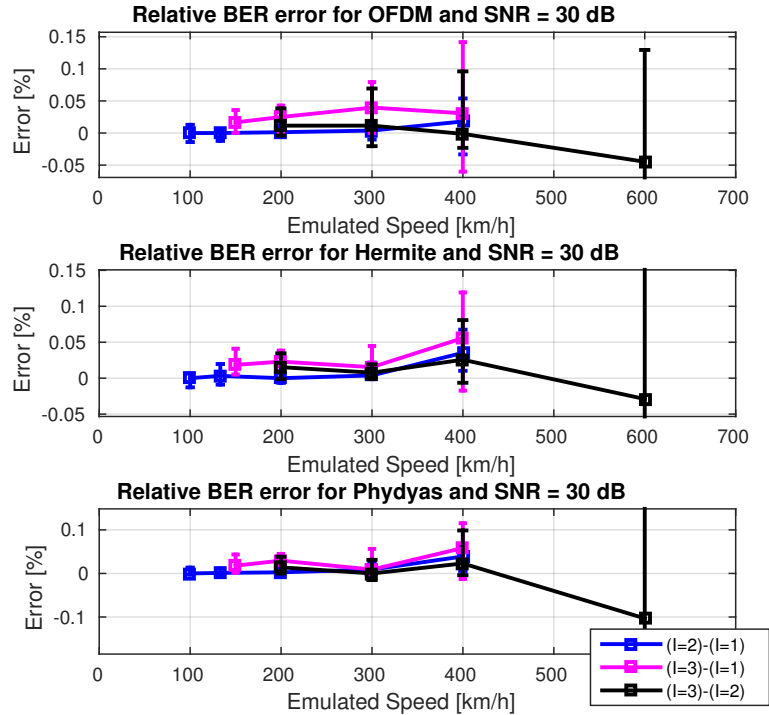 Relative BER error for OFDM and SNR = 30 dB
0.15
0.1
0.05
0
-0.05
Error [%]
0 100 200 300 400 500 600 700
Emulated Speed [km/h]
Relative BER error for Hermite and SNR = 30 dB
0.15
0.1
0.05
0
-0.05
Error [%]
0 100 200 300 400 500 600 700
Emulated Speed [km/h]
Relative BER error for Phydyas and SNR = 30 dB
0.1
0
-0.1
Error [%]
0 100 200 300 400 500
Emulated Speed [km/h]
(I=2)-(I=1)
(I=3)-(I=1)
(I=3)-(I=2)